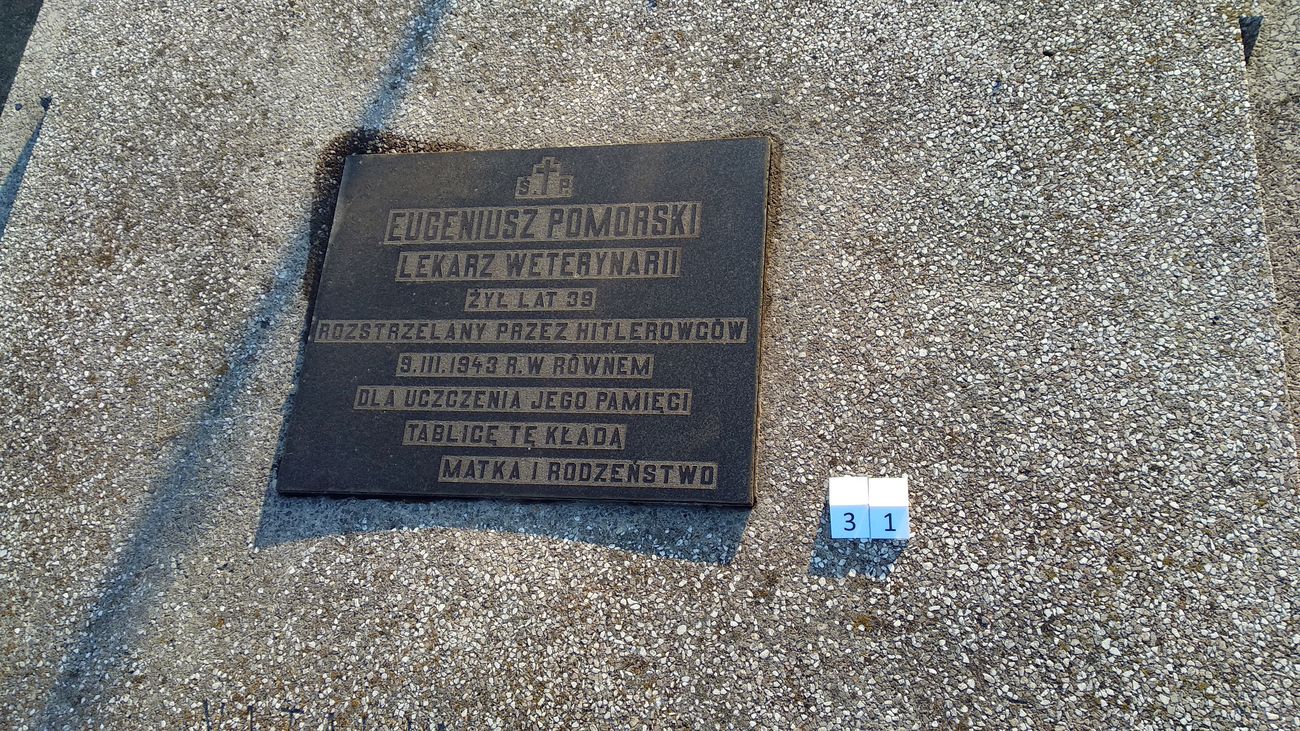 Ś. P.
EUGENIUSZ POMORSKI
LEKARZ WETERYNARII
ŻYŁ LAT 39
ROZSTRZELANY PRZEZ HITLEROWCÓW
9.III.1943 R. W RÓWNEM
DLA UCZCZENIA JEGO PAMIĘCI
TABLICĘ TĘ KŁADĄ
MATKA I RODZEŃSTWO
3 1